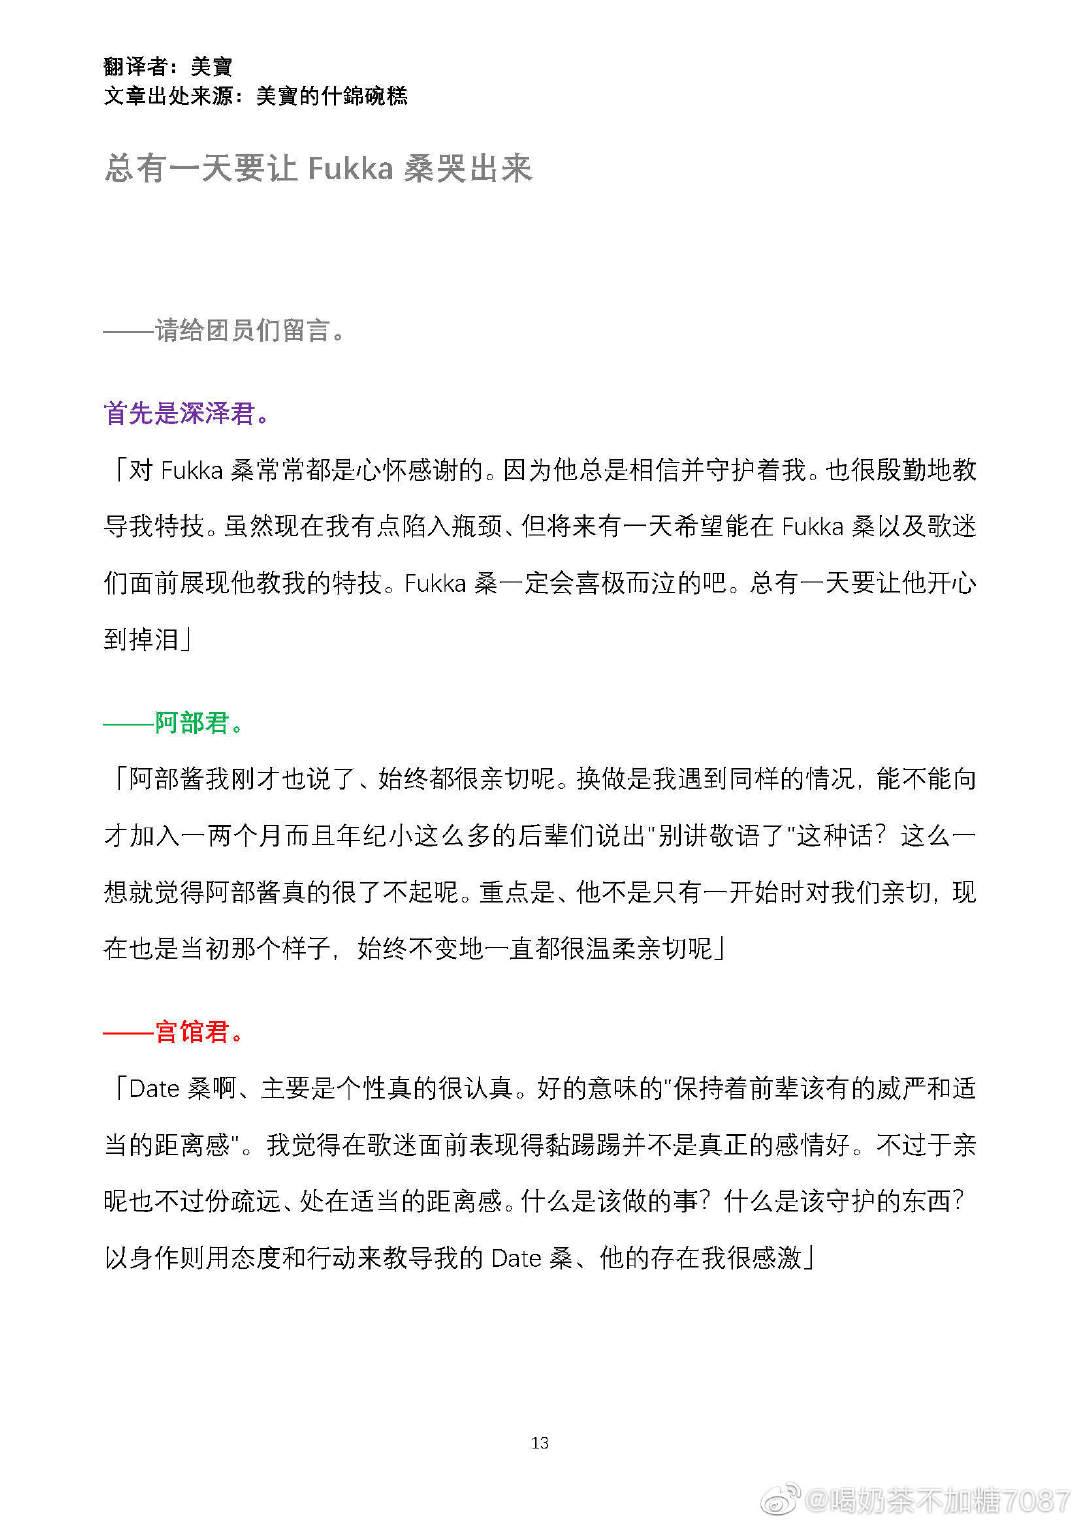 翻译者：美寶
文章出处来源：美寶的什錦碗糕
总有一天要让 Fukka 桑哭出来
——请给团员们留言。
首先是深泽君。
「对 Fukka 桑常常都是心怀感谢的。因为他总是相信并守护着我。也很殷勤地教
导我特技。虽然现在我有点陷入瓶颈、但将来有一天希望能在 Fukka 桑以及歌迷
们面前展现他教我的特技。Fukka 桑一定会喜极而泣的吧。总有一天要让他开心
到掉泪」
——阿部君。
「阿部酱我刚才也说了、始终都很亲切呢。换做是我遇到同样的情况，能不能向
才加入一两个月而且年纪小这么多的后辈们说出"别讲敬语了"这种话？这么一
想就觉得阿部酱真的很了不起呢。重点是、他不是只有一开始时对我们亲切，现
在也是当初那个样子，始终不变地一直都很温柔亲切呢」
——宫馆君。
「Date 桑啊、主要是个性真的很认真。好的意味的"保持着前辈该有的威严和适
当的距离感"。我觉得在歌迷面前表现得黏踢踢并不是真正的感情好。不过于亲
昵也不过份疏远、处在适当的距离感。什么是该做的事？什么是该守护的东西？
以身作则用态度和行动来教导我的 Date 桑、他的存在我很感激」
13
@喝奶茶不加糖7087